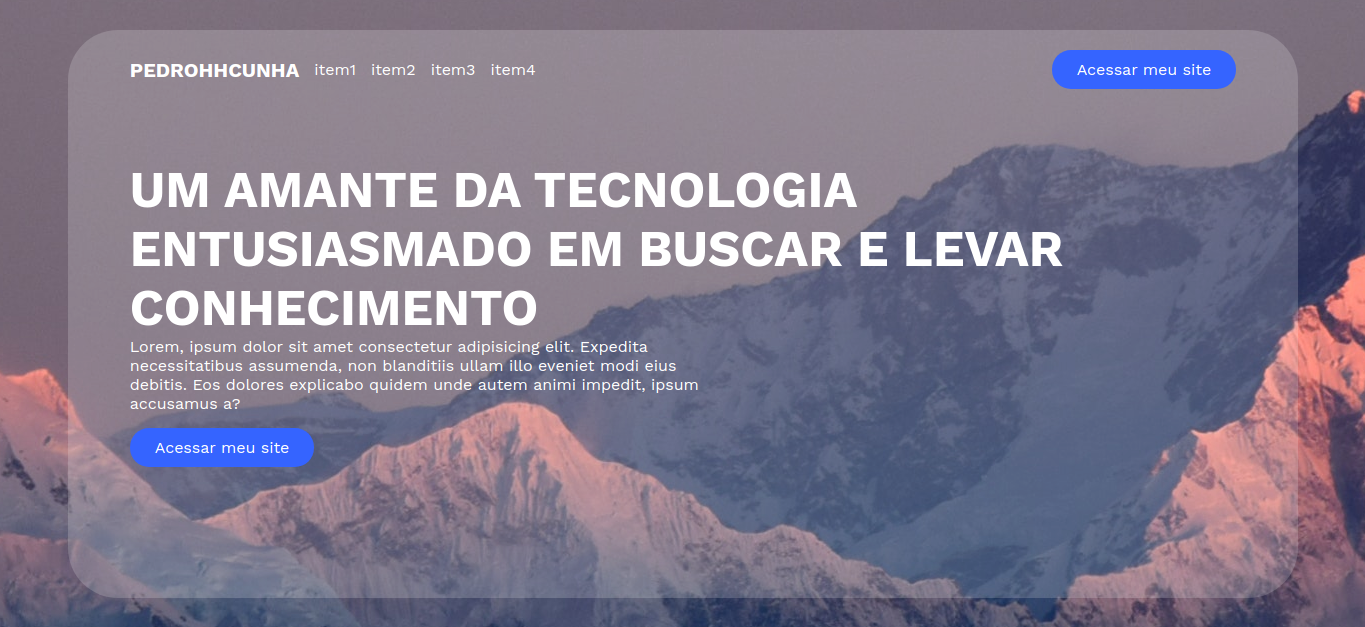 PEDROHHCUNHA item1 item2 item3 item4 Acessar meu site
UM AMANTE DA TECNOLOGIA
ENTUSIASMADO EM BUSCAR E LEVAR
CONHECIMENTO
Lorem, ipsum dolor sit amet consectetur adipisicing elit. Expedita
necessitatibus assumenda, non blanditiis ullam illo eveniet modi eius
debitis. Eos dolores explicabo quidem unde autem animi impedit, ipsum
accusamus a?
Acessar meu site